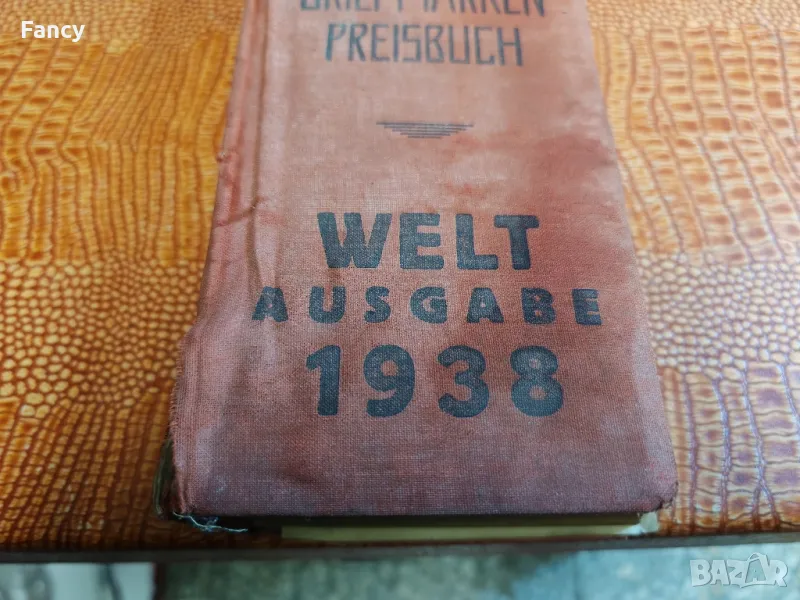 Fancy
BRIEFMARKEN
PREISBUCH
WELT
AUSGABE
1938
BAZAR